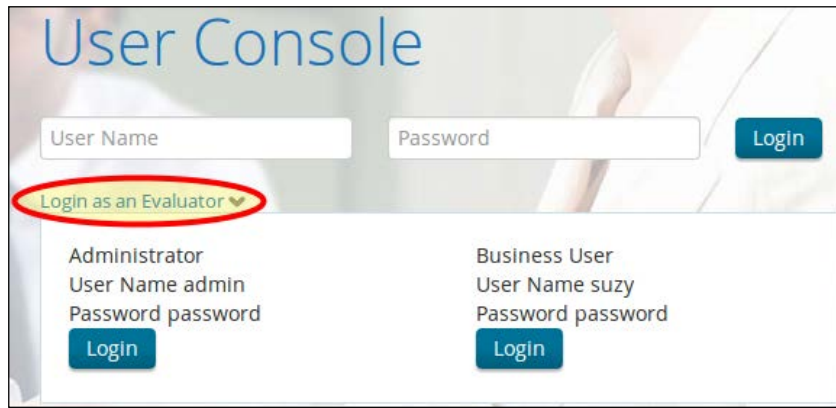 User Console
User Name
Password
Login
Login as an Evaluator
Administrator
User Name admin
Password password
Login
Business User
User Name suzy
Password password
Login